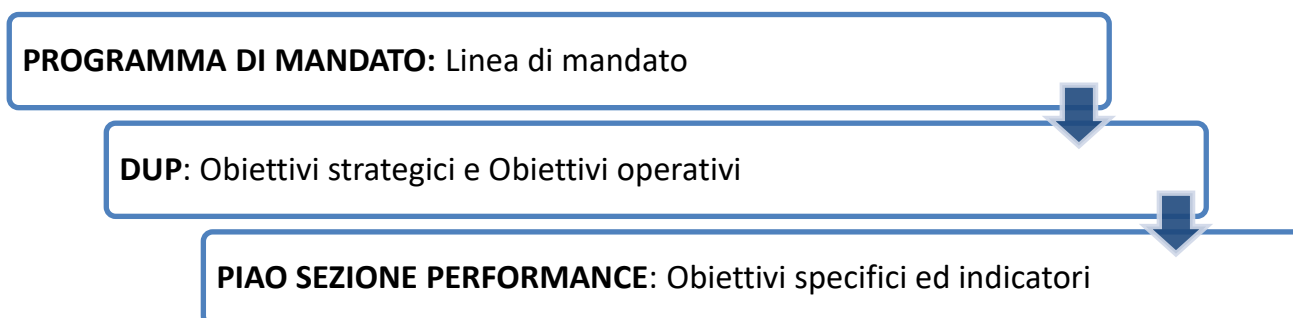 PROGRAMMA DI MANDATO: Linea di mandato
DUP: Obiettivi strategici e Obiettivi operativi
PIAO SEZIONE PERFORMANCE: Obiettivi specifici ed indicatori